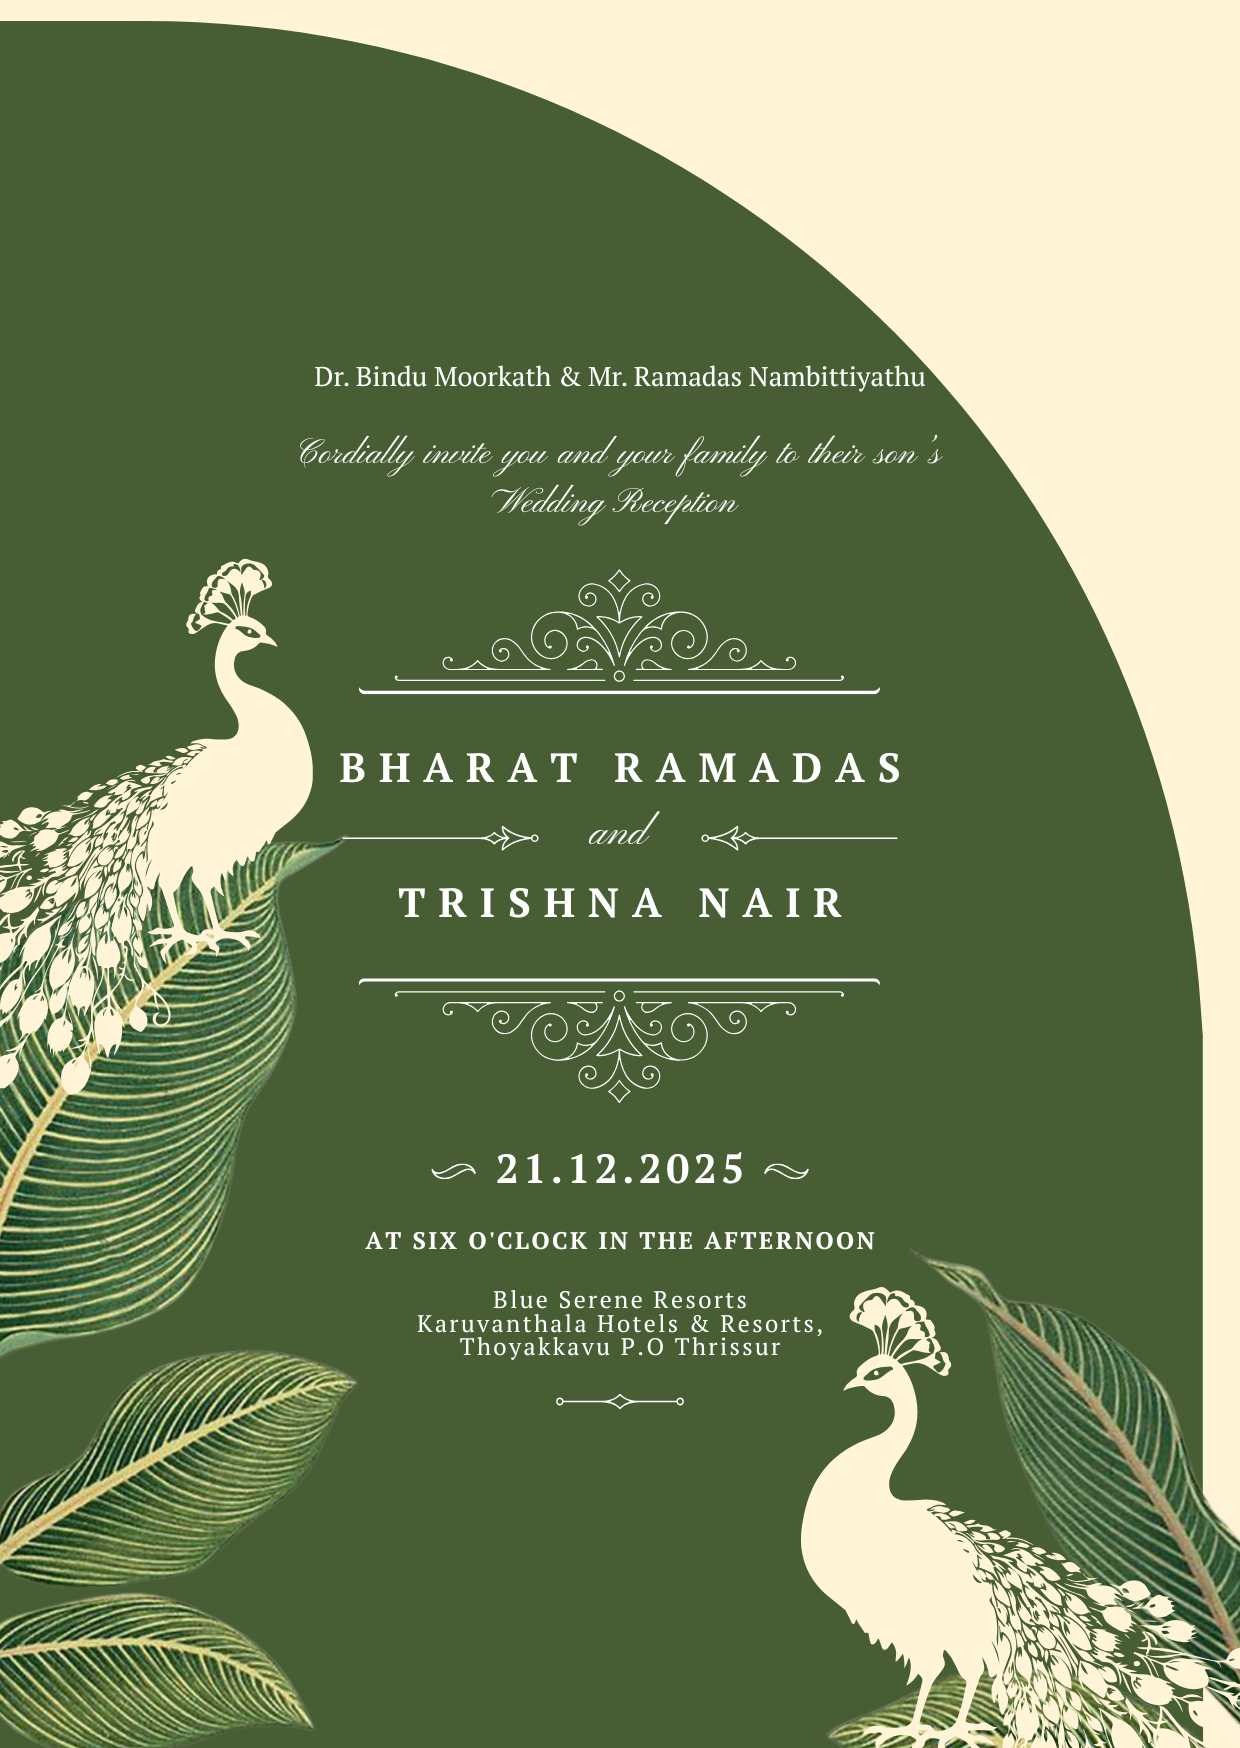 Dr. Bindu Moorkath & Mr. Ramadas Nambittiyathu
Cordially invite you and your family to their son's
Wedding Reception
BHARAT RAMADAS
and
TRISHNA NAIR
21.12.2025
AT SIX O'CLOCK IN THE AFTERNOON
Blue Serene Resorts
Karuvanthala Hotels & Resorts,
Thoyakkavu P.O Thrissur